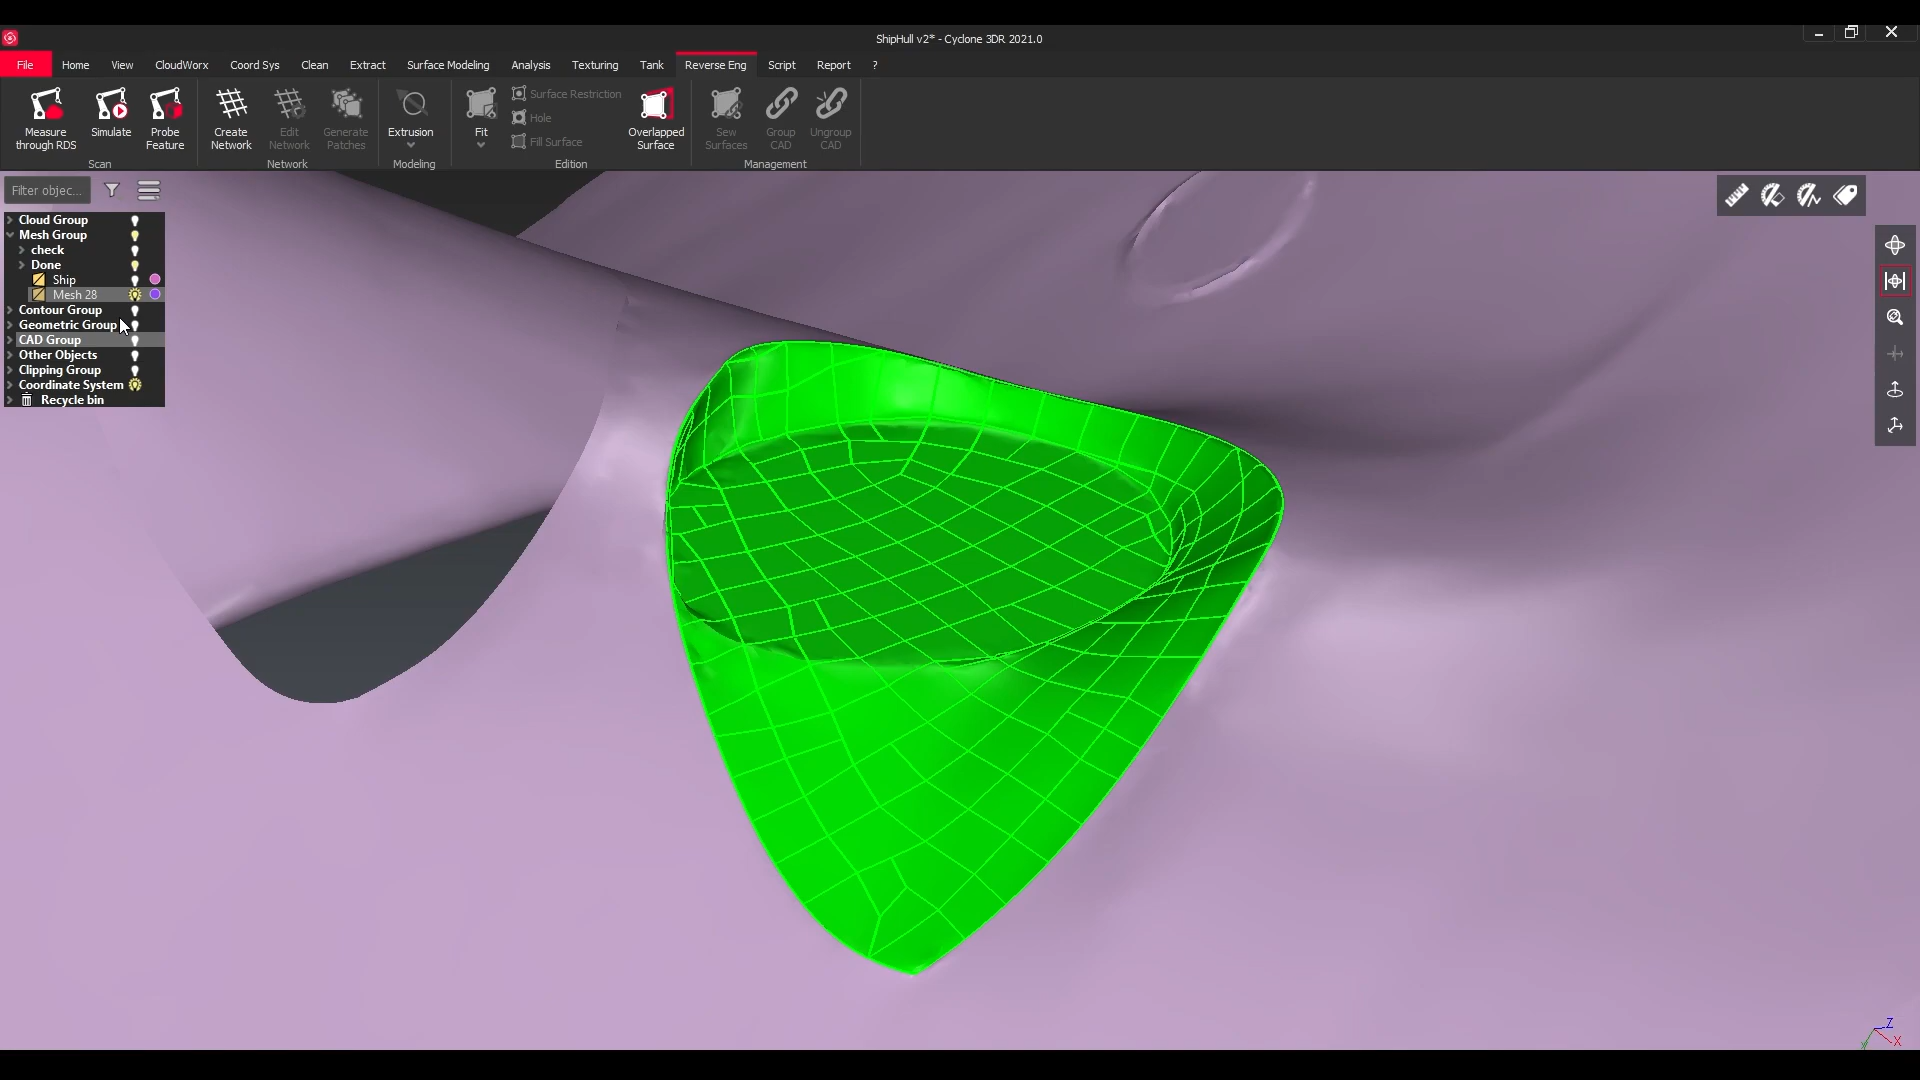 ShipHull v2* - Cyclone 3DR 2021.0
File Home View CloudWorx Coord Sys Clean Extract Surface Modeling Analysis Texturing Tank Reverse Eng Script Report ?
Measure through RDS
Simulate
Probe Feature
Scan
Create Network
Edit Network
Generate Patches
Network
Extrusion
Modeling
Fit
Surface Restriction
Hole
Fill Surface
Overlapped Surface
Edition
Sew Surfaces
Group CAD
Ungroup CAD
Management
Filter objec...
Cloud Group
Mesh Group
check
Done
Ship
Mesh 28
Contour Group
Geometric Group
CAD Group
Other Objects
Clipping Group
Coordinate System
Recycle bin
Z
X
Y